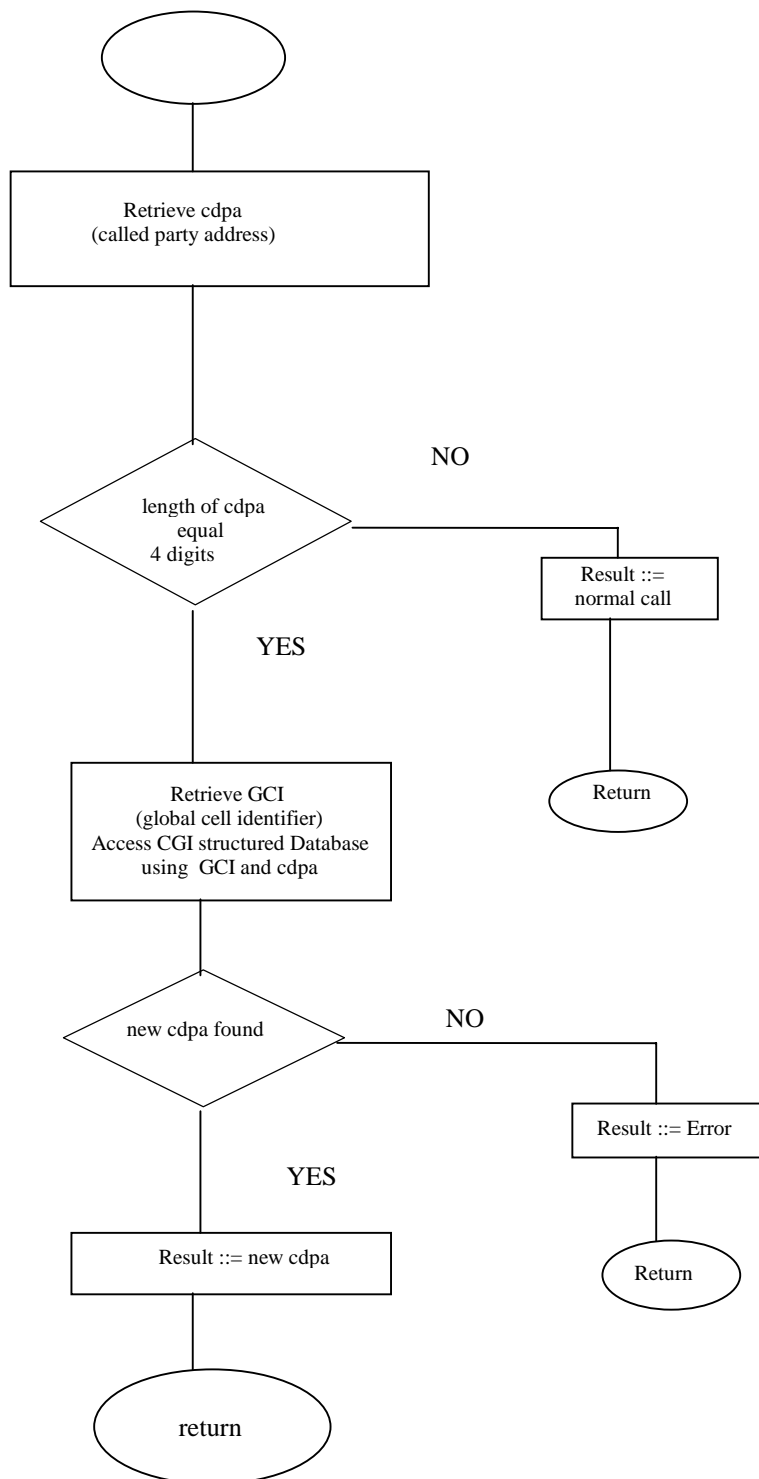 Retrieve cdpa
(called party address)
length of cdpa
equal
4 digits
NO
Result ::=
normal call
YES
Return
Retrieve GCI
(global cell identifier)
Access CGI structured Database
using GCI and cdpa
new cdpa found
NO
Result ::= Error
YES
Result ::= new cdpa
Return
return